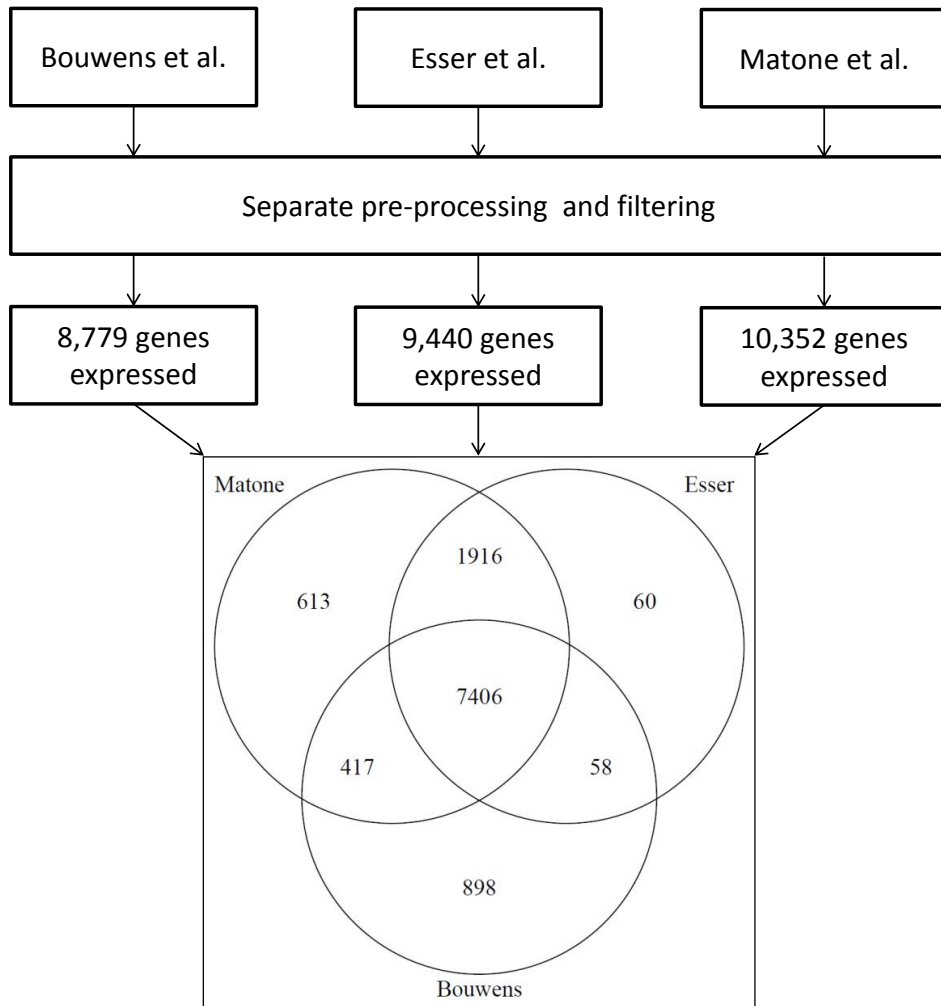 Bouwens et al.
Esser et al.
Matone et al.
Separate pre-processing and filtering
8,779 genes
expressed
9,440 genes
expressed
10,352 genes
expressed
Matone
Esser
1916
613
60
7406
417
58
898
Bouwens